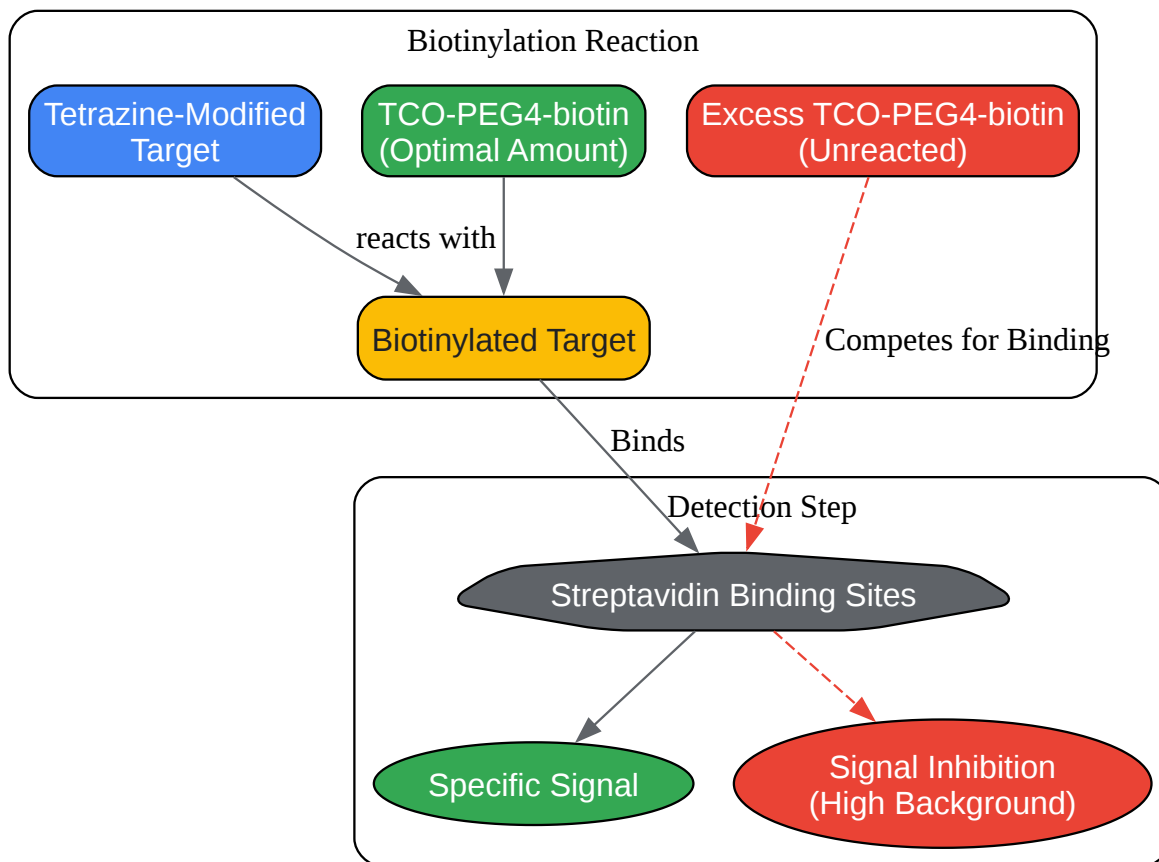 Biotinylation Reaction
Tetrazine-Modified
Target
TCO-PEG4-biotin
(Optimal Amount)
Excess TCO-PEG4-biotin
(Unreacted)
reacts with
Biotinylated Target
Competes for Binding
Binds
Detection Step
Streptavidin Binding Sites
Specific Signal
Signal Inhibition
(High Background)